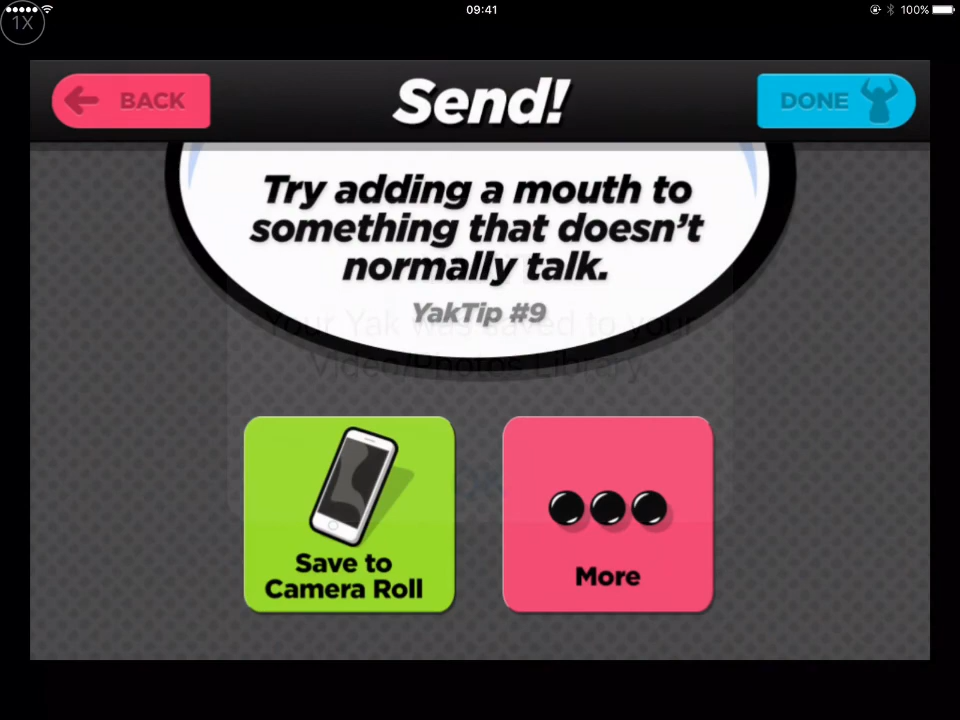 09:41
100%
1X
BACK
Send!
DONE
Try adding a mouth to
something that doesn’t
normally talk.
YakTip #9
Your Yak was saved to your
Video/Photos Library
Save to
Camera Roll
More